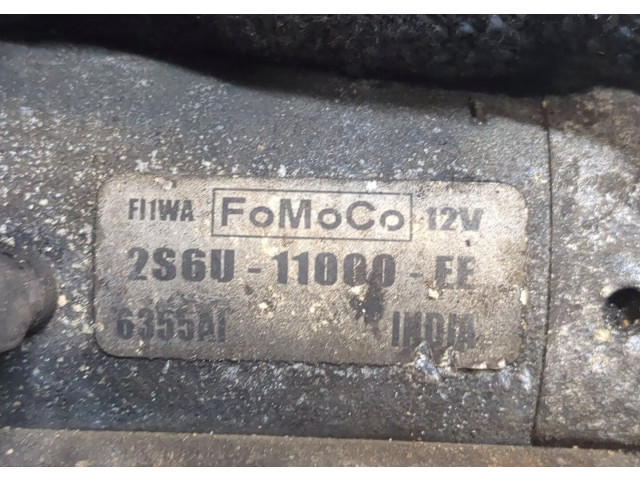 FI1WA FoMoCo 12V
2S6U - 11000 - EE
6355AI INDIA